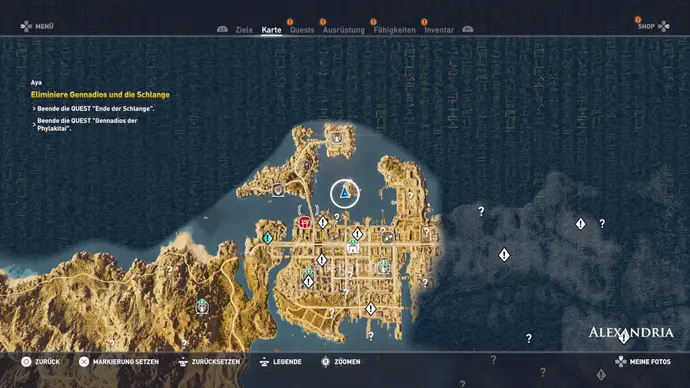 MENÜ
Ziele Karte Quests Ausrüstung Fähigkeiten Inventar
SHOP
Aya
Eliminiere Gennadios und die Schlange
Beende die QUEST "Ende der Schlange".
Beende die QUEST "Gennadios der
Phylakitai".
ALEXANDRIA
ZURÜCK MARKIERUNG SETZEN ZURÜCKSETZEN LEGENDE ZOOMEN MEINE FOTOS